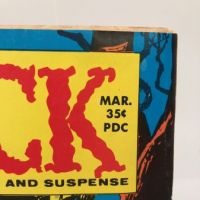 CK
MAR.
35¢
PDC
AND SUSPENSE